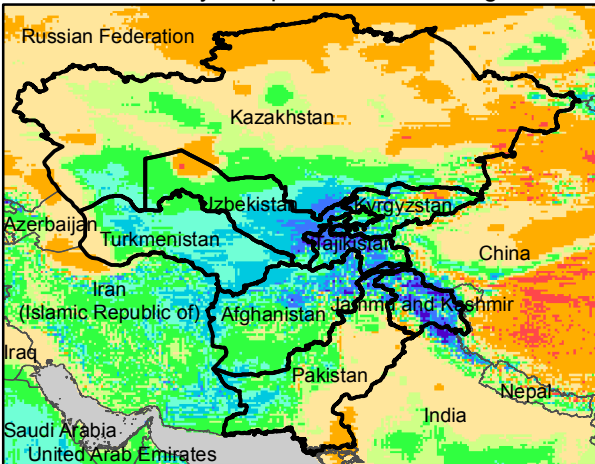 Russian Federation
Kazakhstan
Izbekistan
Kyrgyzstan
Azerbaijan
Turkmenistan
Tajikistan
China
Iran
(Islamic Republic of)
Afghanistan
Jammu and Kashmir
Iraq
Pakistan
Nepal
India
Saudi Arabia
United Arab Emirates